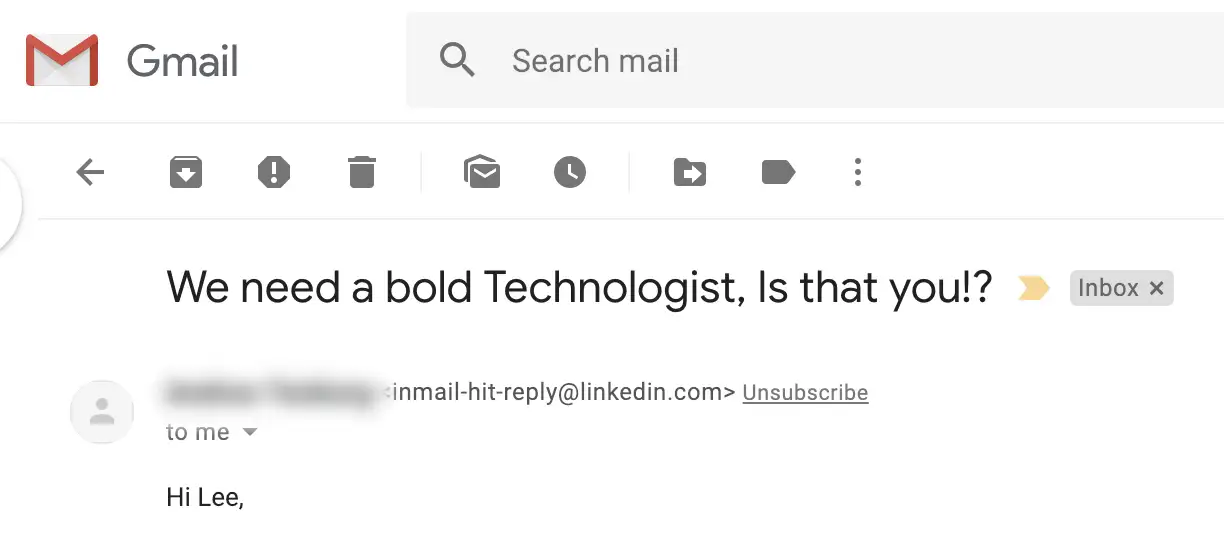 Gmail
Search mail
We need a bold Technologist, Is that you!? Inbox ×
<inmail-hit-reply@linkedin.com> Unsubscribe
to me
Hi Lee,